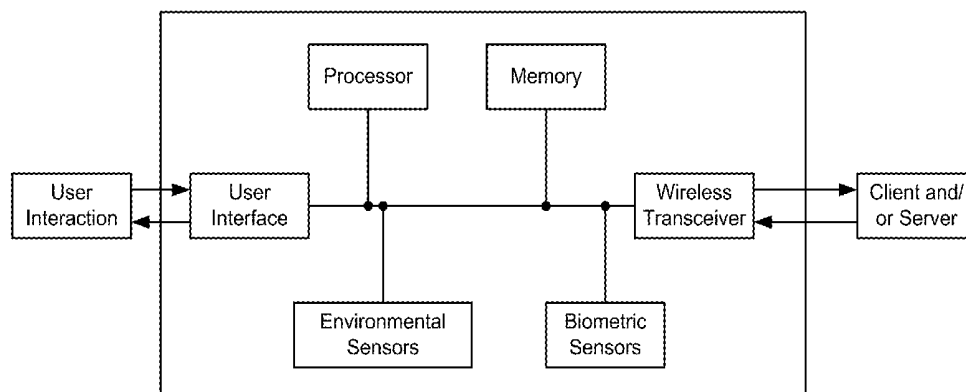 Processor
Memory
User
Interaction
User
Interface
Wireless
Transceiver
Client and/
or Server
Environmental
Sensors
Biometric
Sensors